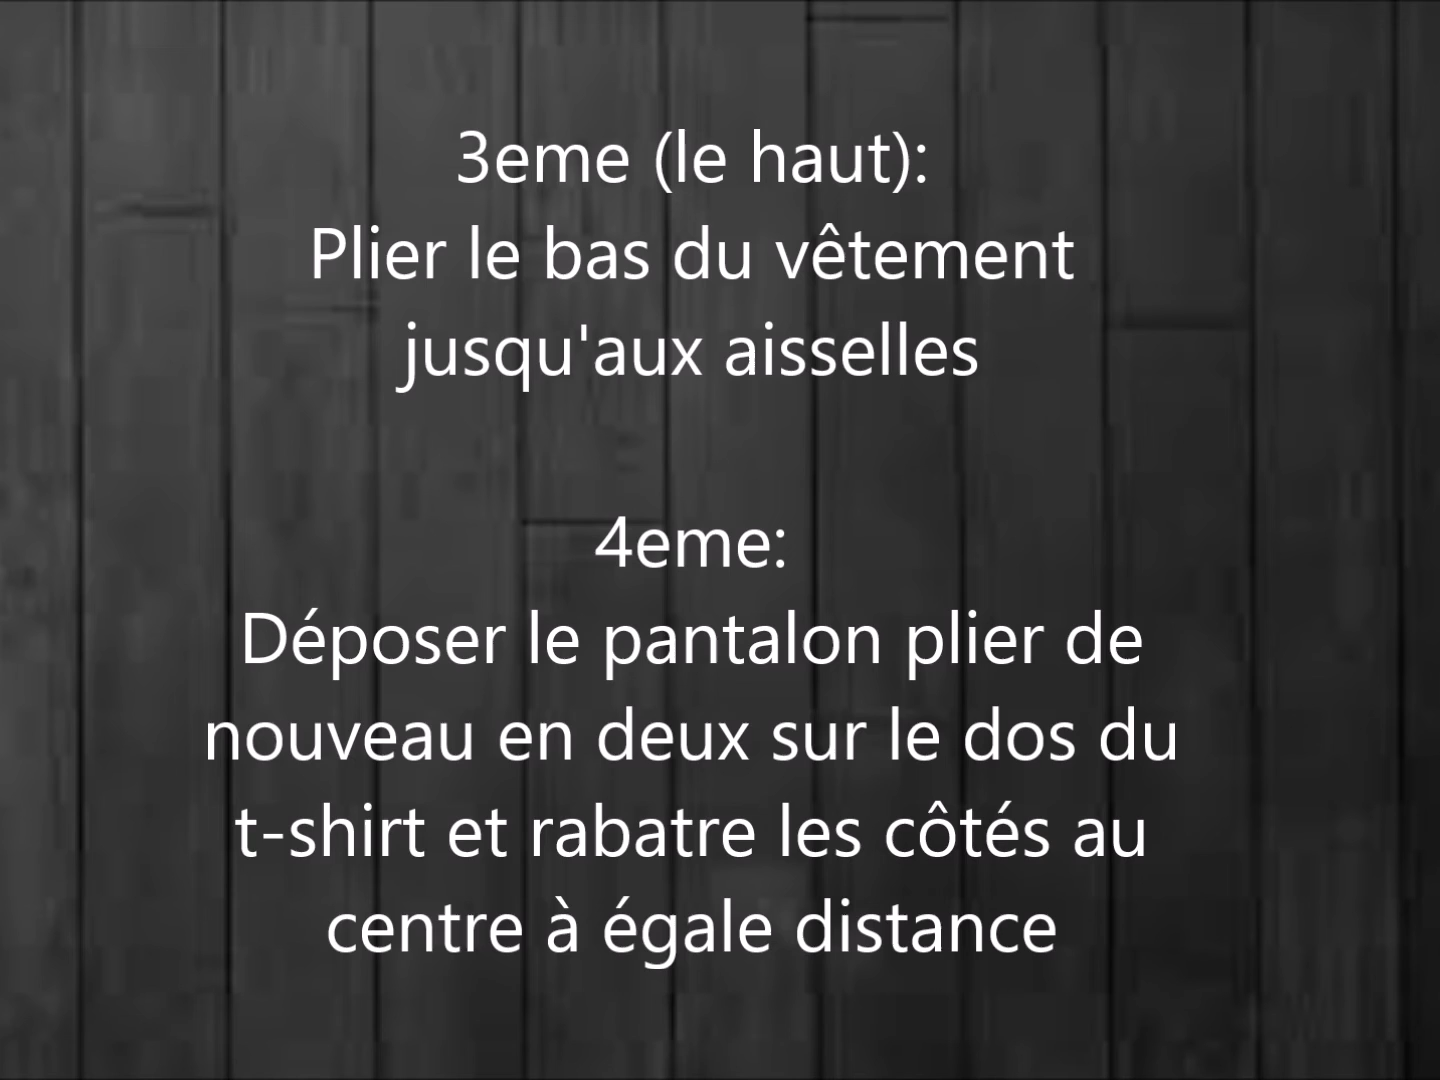 3eme (le haut):
Plier le bas du vêtement
jusqu'aux aisselles
4eme:
Déposer le pantalon plier de
nouveau en deux sur le dos du
t-shirt et rabatre les côtés au
centre à égale distance